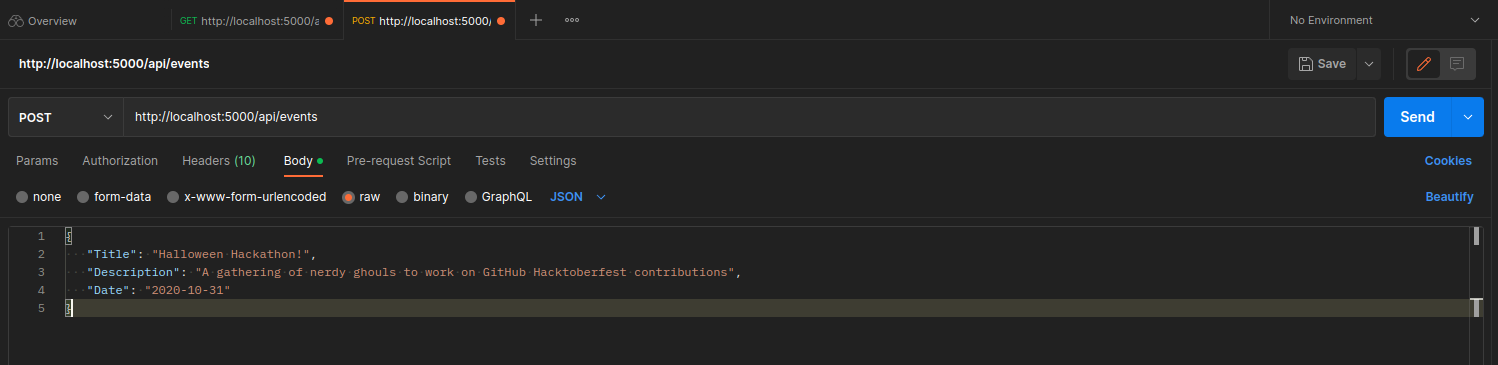 Overview GET http://localhost:5000/a POST http://localhost:5000/ No Environment
http://localhost:5000/api/events Save
POST http://localhost:5000/api/events Send
Params Authorization Headers (10) Body Pre-request Script Tests Settings Cookies
none form-data x-www-form-urlencoded raw binary GraphQL JSON Beautify
1 {
2 "Title": "Halloween Hackathon!",
3 "Description": "A gathering of nerdy ghouls to work on GitHub Hacktoberfest contributions",
4 "Date": "2020-10-31"
5 }